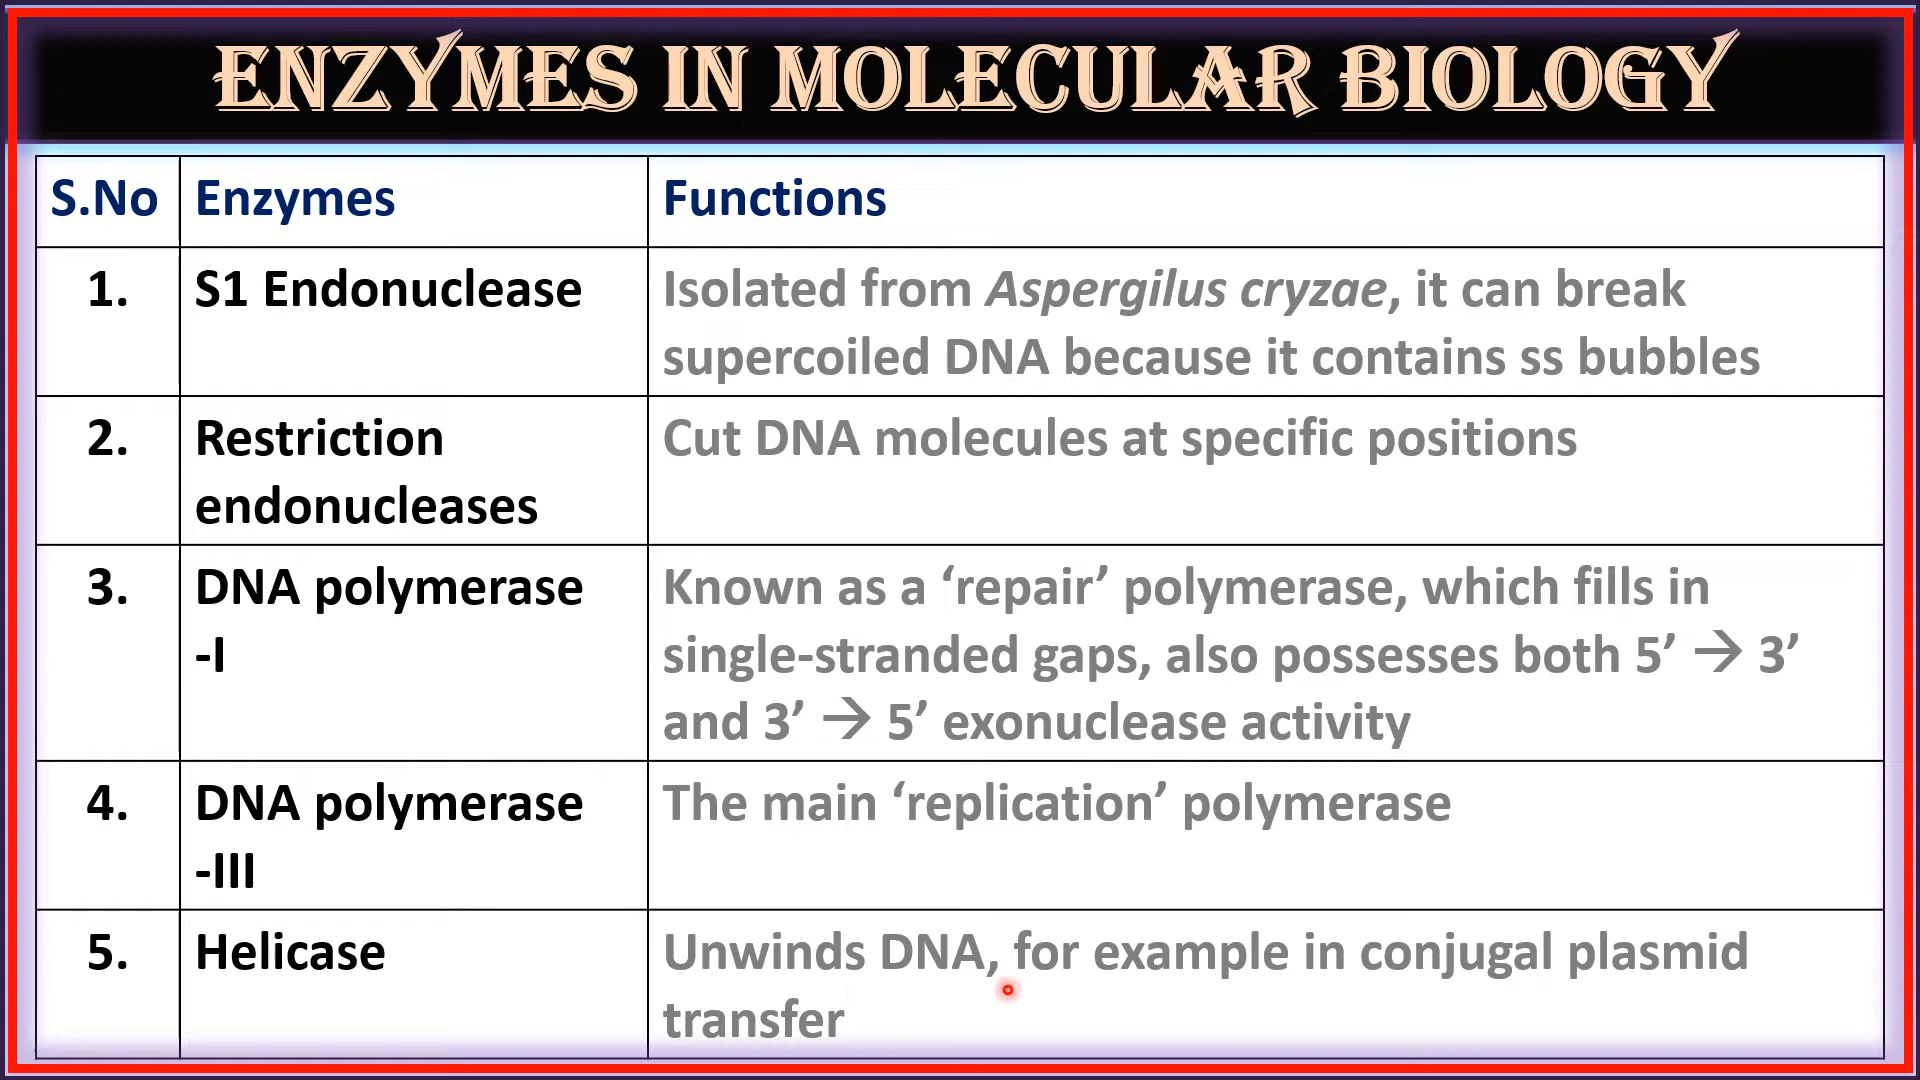 ENZYMES IN MOLECULAR BIOLOGY
S.No Enzymes Functions
1. S1 Endonuclease Isolated from Aspergilus cryzae, it can break
supercoiled DNA because it contains ss bubbles
2. Restriction Cut DNA molecules at specific positions
endonucleases
3. DNA polymerase Known as a ‘repair’ polymerase, which fills in
-I single-stranded gaps, also possesses both 5’ → 3’
and 3’ → 5’ exonuclease activity
4. DNA polymerase The main ‘replication’ polymerase
-III
5. Helicase Unwinds DNA, for example in conjugal plasmid
transfer